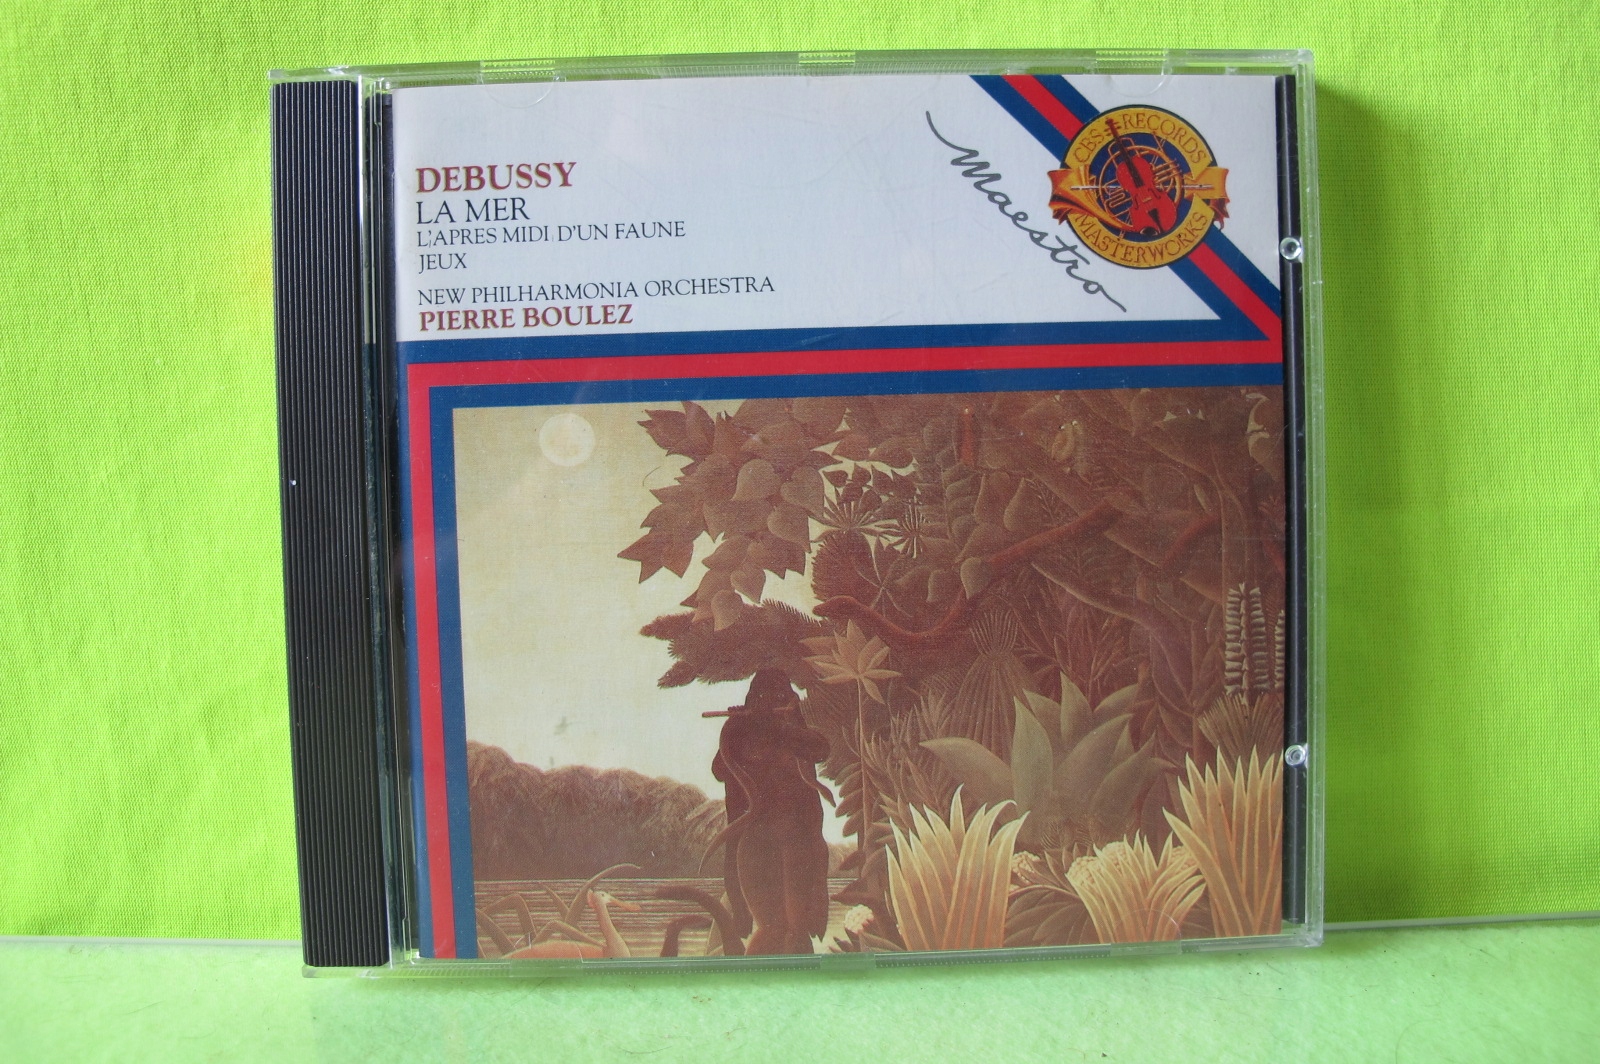 DEBUSSY
LA MER
L'APRES MIDI D'UN FAUNE
JEUX
NEW PHILHARMONIA ORCHESTRA
PIERRE BOULEZ
Maestro
CBS RECORDS
MASTERWORKS